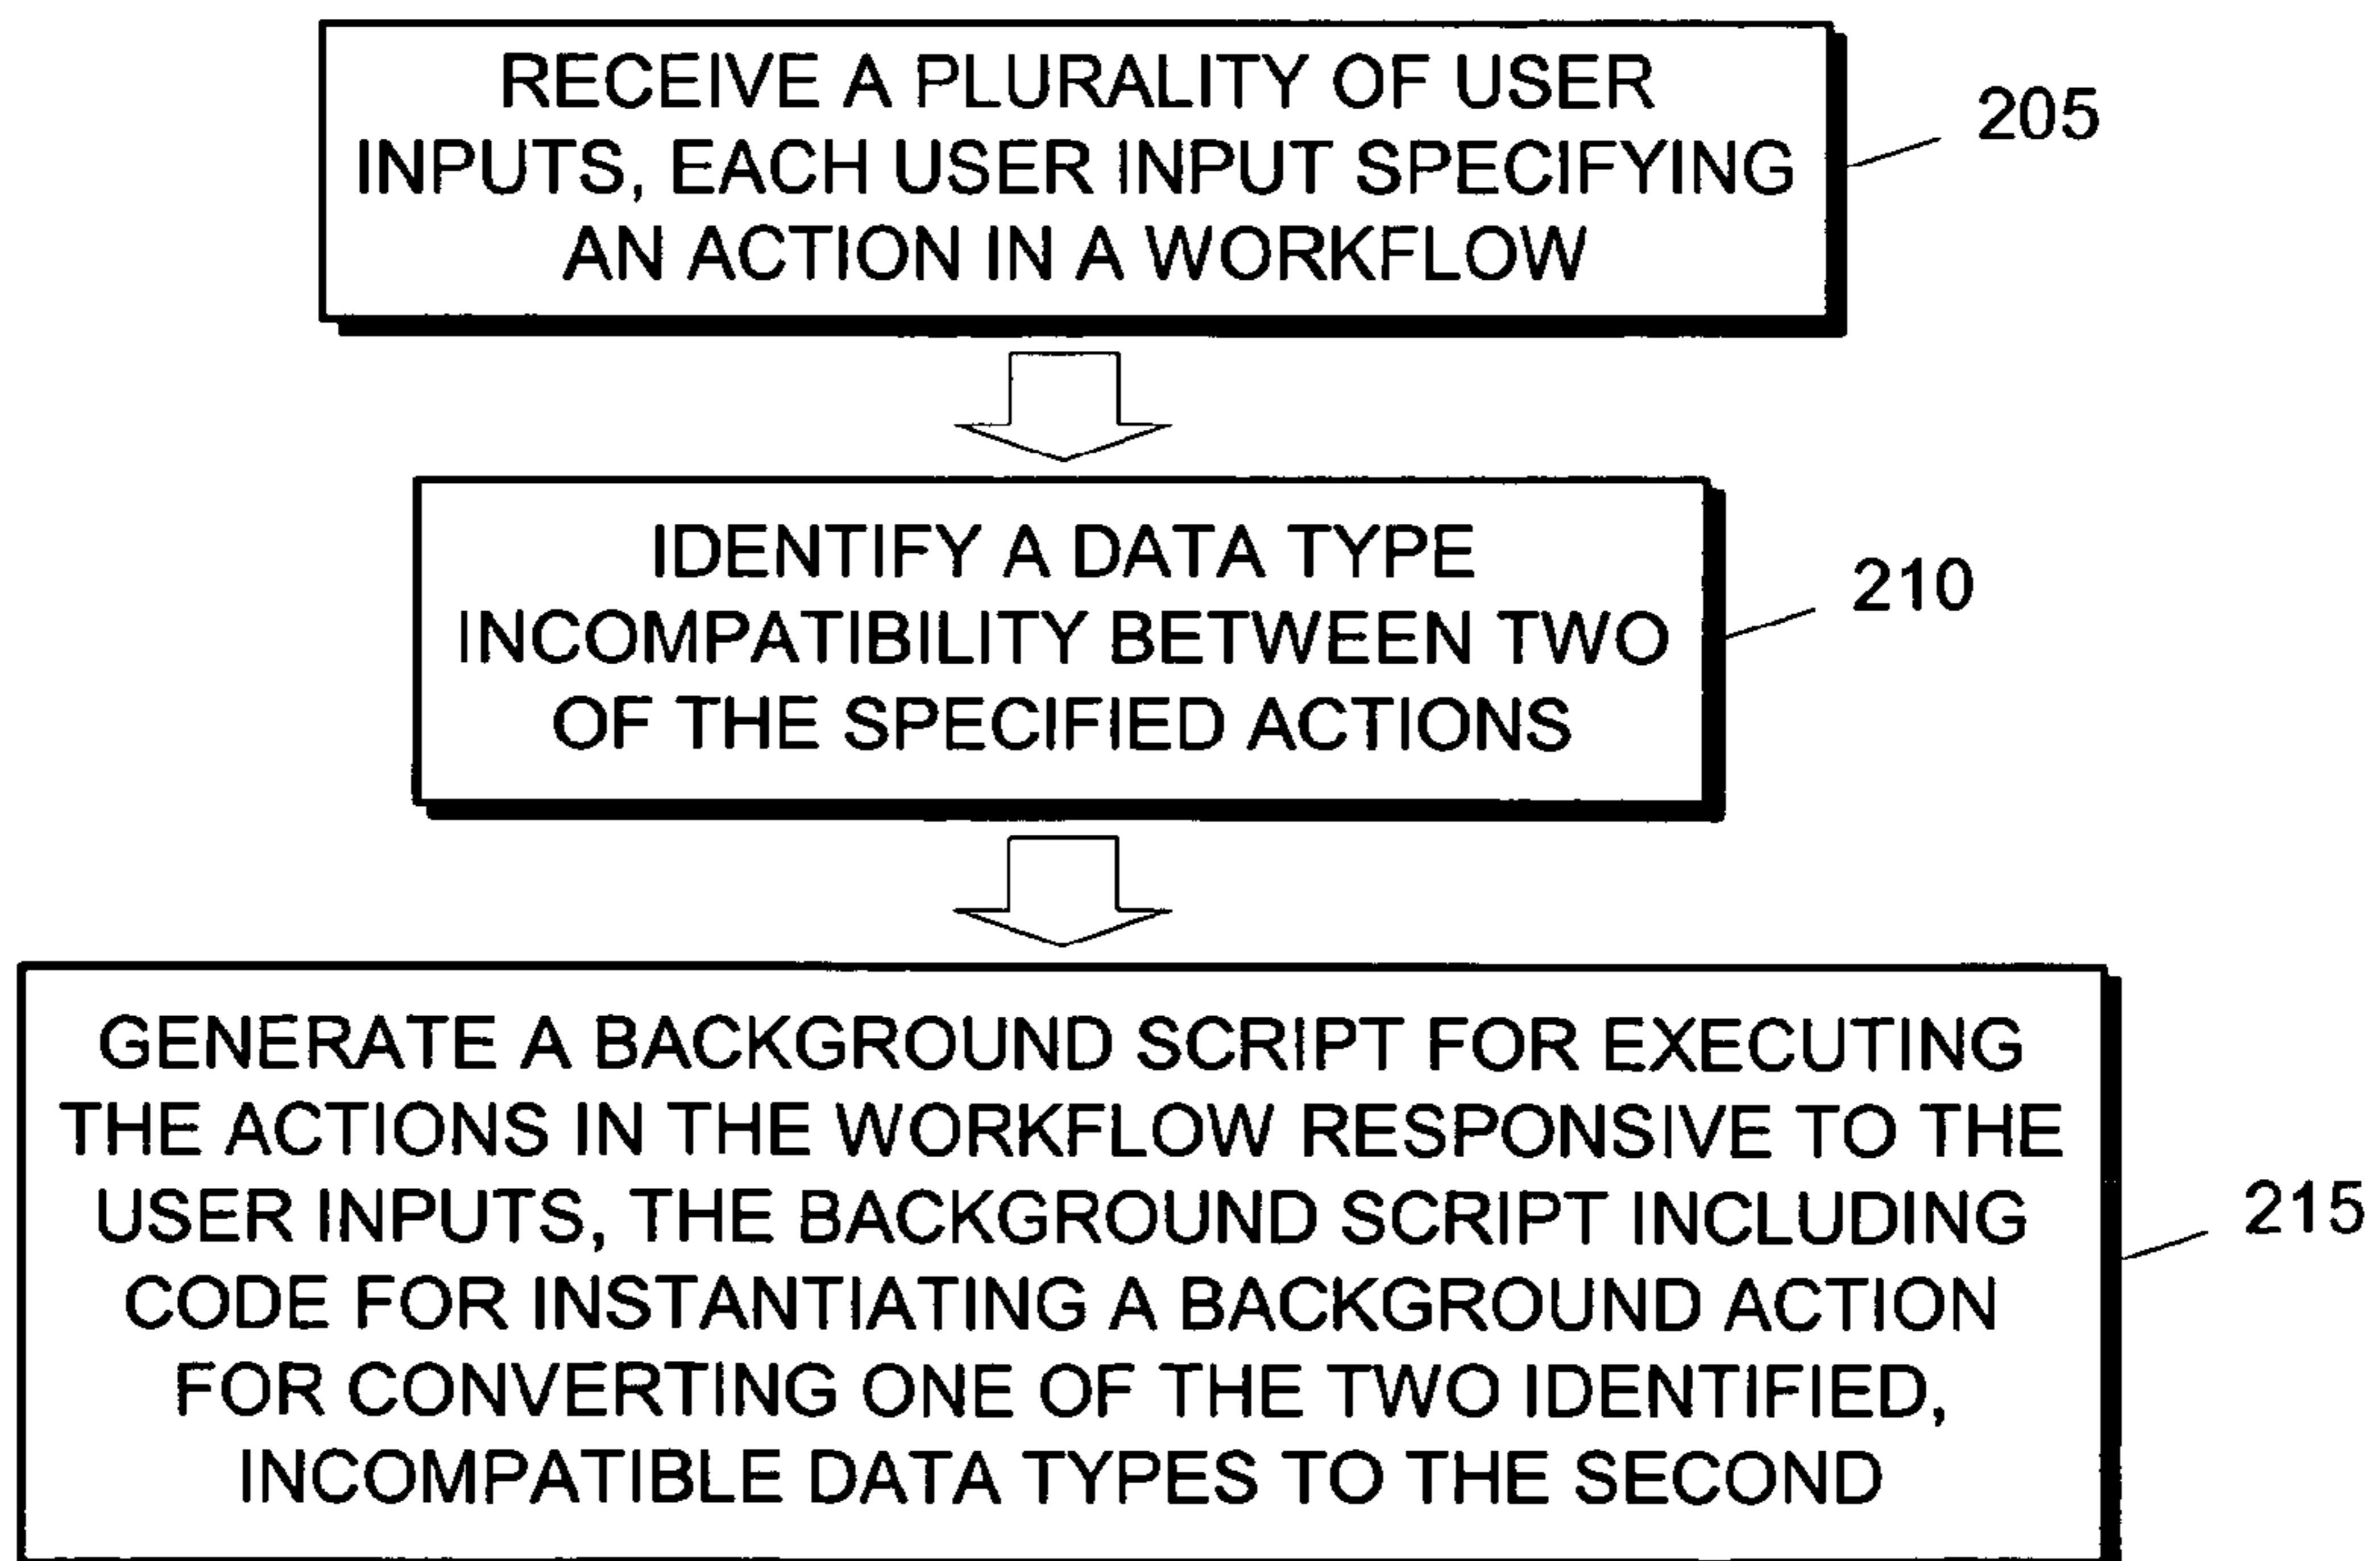 RECEIVE A PLURALITY OF USER
INPUTS, EACH USER INPUT SPECIFYING
AN ACTION IN A WORKFLOW
205
IDENTIFY A DATA TYPE
INCOMPATIBILITY BETWEEN TWO
OF THE SPECIFIED ACTIONS
210
GENERATE A BACKGROUND SCRIPT FOR EXECUTING
THE ACTIONS IN THE WORKFLOW RESPONSIVE TO THE
USER INPUTS, THE BACKGROUND SCRIPT INCLUDING
CODE FOR INSTANTIATING A BACKGROUND ACTION
FOR CONVERTING ONE OF THE TWO IDENTIFIED,
INCOMPATIBLE DATA TYPES TO THE SECOND
215